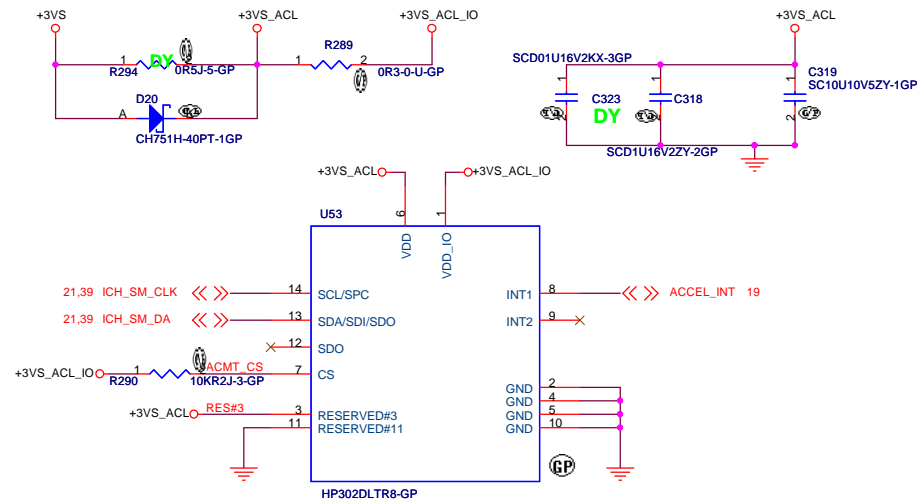 +3VS +3VS_ACL +3VS_ACL_IO +3VS_ACL
R289
1 2 1 2
R294 DY 0R5J-5-GP 0R3-0-U-GP
D20
A
CH751H-40PT-1GP
SCD01U16V2KX-3GP
1 1 1 C319
SC10U10V5ZY-1GP
C323 C318
2 2 2
DY
SCD1U16V2ZY-2GP
+3VS_ACL +3VS_ACL_IO
U53
6 1
VDD VDD_IO
21,39 ICH_SM_CLK 14 SCL/SPC INT1 8 ACCEL_INT 19
21,39 ICH_SM_DA 13 SDA/SDI/SDO INT2 9
12 SDO
+3VS_ACL_IO 1 2 ACMT_CS 7 CS
R290 10KR2J-3-GP
GND 2
GND 4
+3VS_ACL RES#3 3 RESERVED#3 GND 5
11 RESERVED#11 GND 10
GP
HP302DLTR8-GP